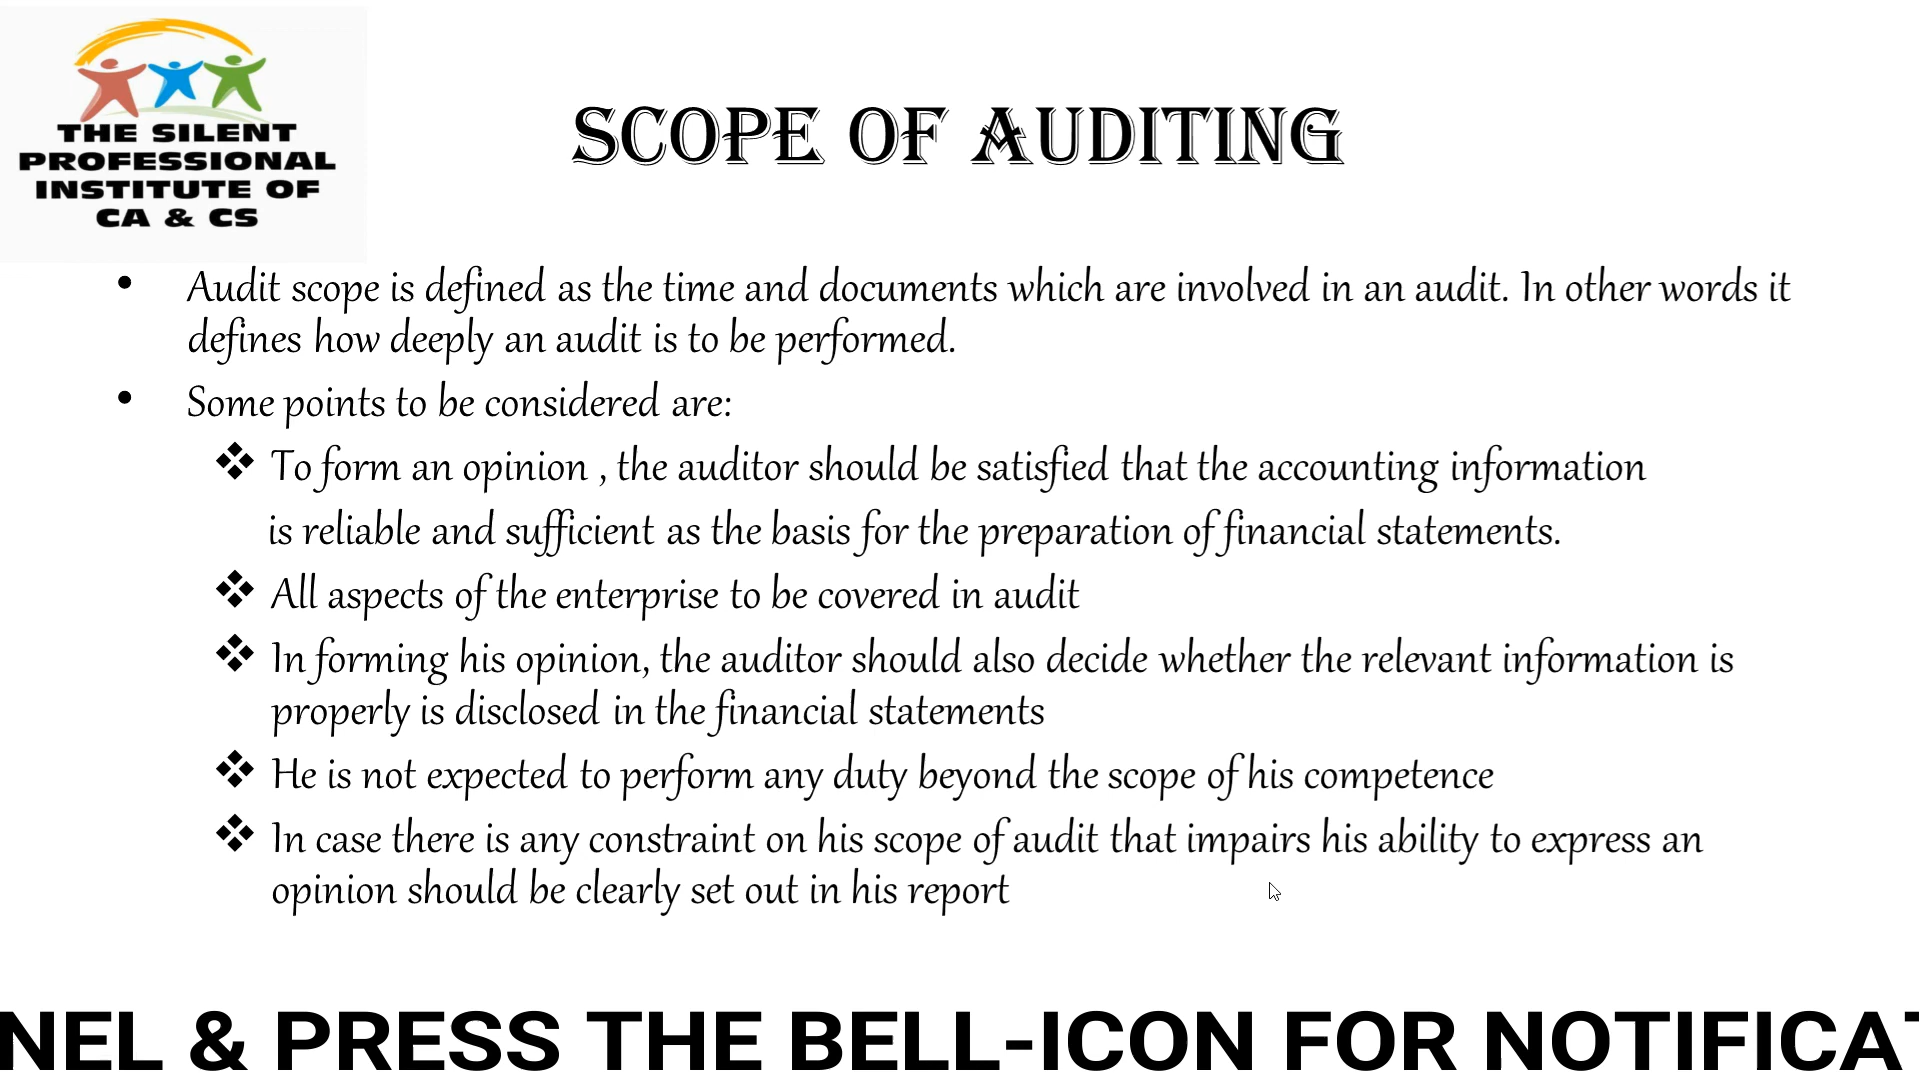 THE SILENT
PROFESSIONAL
INSTITUTE OF
CA & CS
SCOPE OF AUDITING
• Audit scope is defined as the time and documents which are involved in an audit. In other words it
defines how deeply an audit is to be performed.
• Some points to be considered are:
❖ To form an opinion , the auditor should be satisfied that the accounting information
is reliable and sufficient as the basis for the preparation of financial statements.
❖ All aspects of the enterprise to be covered in audit
❖ In forming his opinion, the auditor should also decide whether the relevant information is
properly is disclosed in the financial statements
❖ He is not expected to perform any duty beyond the scope of his competence
❖ In case there is any constraint on his scope of audit that impairs his ability to express an
opinion should be clearly set out in his report
NEL & PRESS THE BELL-ICON FOR NOTIFICAT